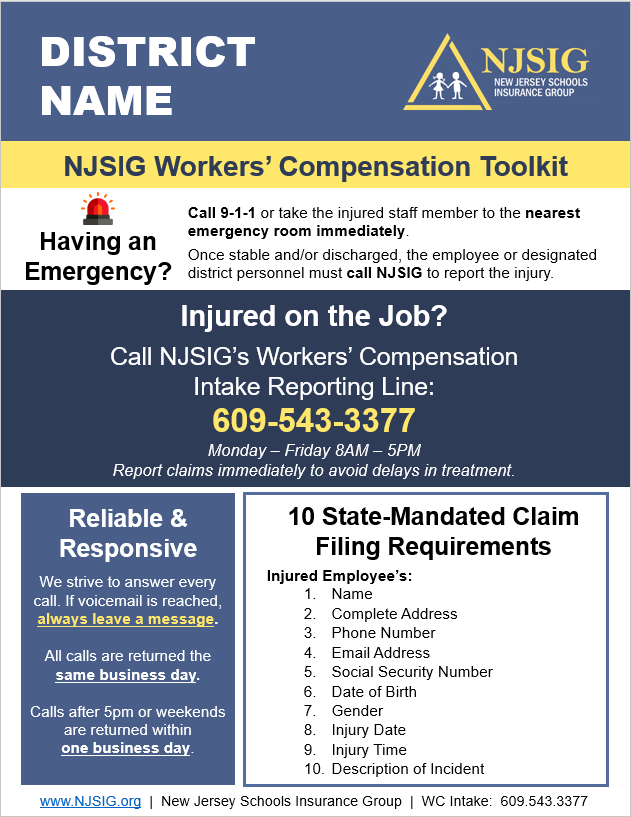 DISTRICT
NAME
NJSIG
NEW JERSEY SCHOOLS
INSURANCE GROUP
NJSIG Workers’ Compensation Toolkit
Having an
Emergency?
Call 9-1-1 or take the injured staff member to the nearest
emergency room immediately.
Once stable and/or discharged, the employee or designated
district personnel must call NJSIG to report the injury.
Injured on the Job?
Call NJSIG’s Workers’ Compensation
Intake Reporting Line:
609-543-3377
Monday – Friday 8AM – 5PM
Report claims immediately to avoid delays in treatment.
Reliable &
Responsive
We strive to answer every
call. If voicemail is reached,
always leave a message.
All calls are returned the
same business day.
Calls after 5pm or weekends
are returned within
one business day.
10 State-Mandated Claim
Filing Requirements
Injured Employee’s:
1. Name
2. Complete Address
3. Phone Number
4. Email Address
5. Social Security Number
6. Date of Birth
7. Gender
8. Injury Date
9. Injury Time
10. Description of Incident
www.NJSIG.org | New Jersey Schools Insurance Group | WC Intake: 609.543.3377